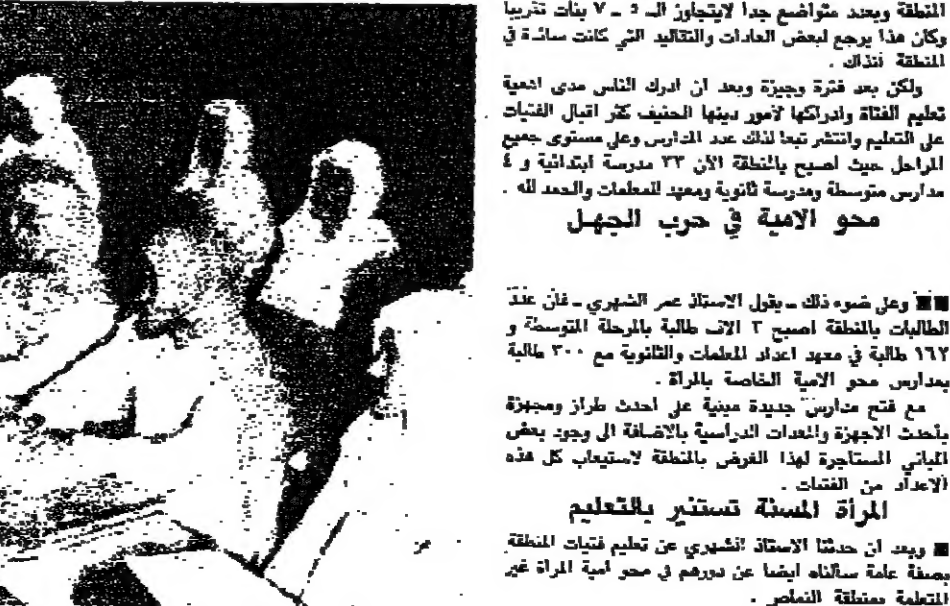 المنطقة وبعدد متواضع جدا لايتجاوز الـ ٥ ـ ٧ بنات تقريبا
وكان هذا يرجع لبعض العادات والتقاليد التي كانت سائدة في
المنطقة آنذاك .
ولكن بعد فترة وجيزة وبعد ان ادرك الناس مدى اهمية
تعليم الفتاة وادراكها لأمور دينها الحنيف كثر اقبال الفتيات
على التعليم وانتشر تبعا لذلك عدد المدارس وعلى مستوى جميع
المراحل حيث اصبح بالمنطقة الآن ٣٣ مدرسة ابتدائية و ٤
مدارس متوسطة ومدرسة ثانوية ومعهد للمعلمات والحمد لله .
محو الامية في حرب الجهل
وعلى ضوء ذلك ـ يقول الاستاذ عمر الشهري ـ فان عدد
الطالبات بالمنطقة اصبح ٣ الاف طالبة بالمرحلة المتوسطة و
١٦٧ طالبة في معهد اعداد المعلمات والثانوية مع ٣٠٠ طالبة
بمدارس محو الامية الخاصة بالمرأة .
مع فتح مدارس جديدة مبنية على احدث طراز ومجهزة
بأحدث الاجهزة والمعدات الدراسية بالاضافة الى وجود بعض
المباني المستاجرة لهذا الغرض بالمنطقة لاستيعاب كل هذه
الاعداد من الفتيات .
المرأة المسنة تستنير بالتعليم
وبعد ان حدثنا الاستاذ الشهري عن تعليم فتيات المنطقة
بصفة عامة سالناه ايضا عن دورهم في محو امية المراة غير
المتعلمة بمنطقة النماص .